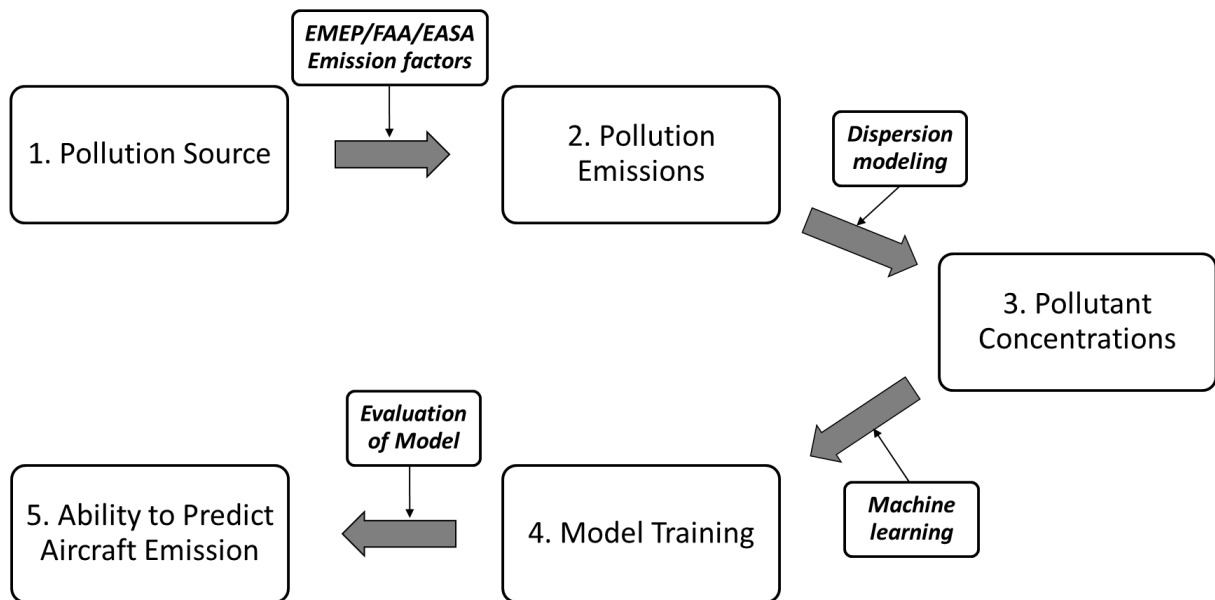 EMEP/FAA/EASA
Emission factors
1. Pollution Source
2. Pollution
Emissions
Dispersion
modeling
3. Pollutant
Concentrations
Machine
learning
4. Model Training
Evaluation
of Model
5. Ability to Predict
Aircraft Emission